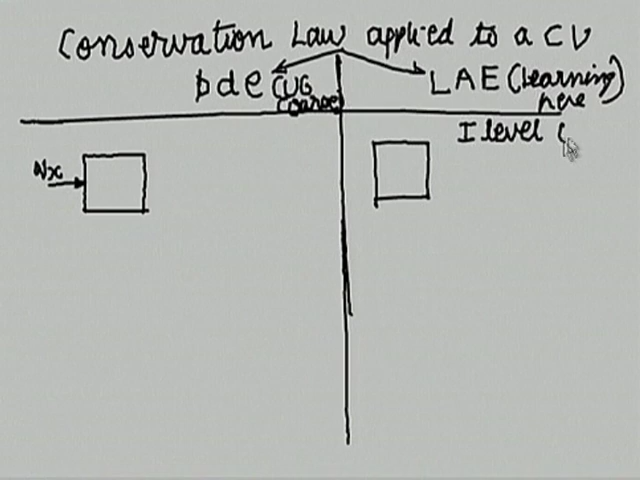 Conservation Law applied to a CV
pde (UG
Course)
LAE (learning)
here
I level (
Nx